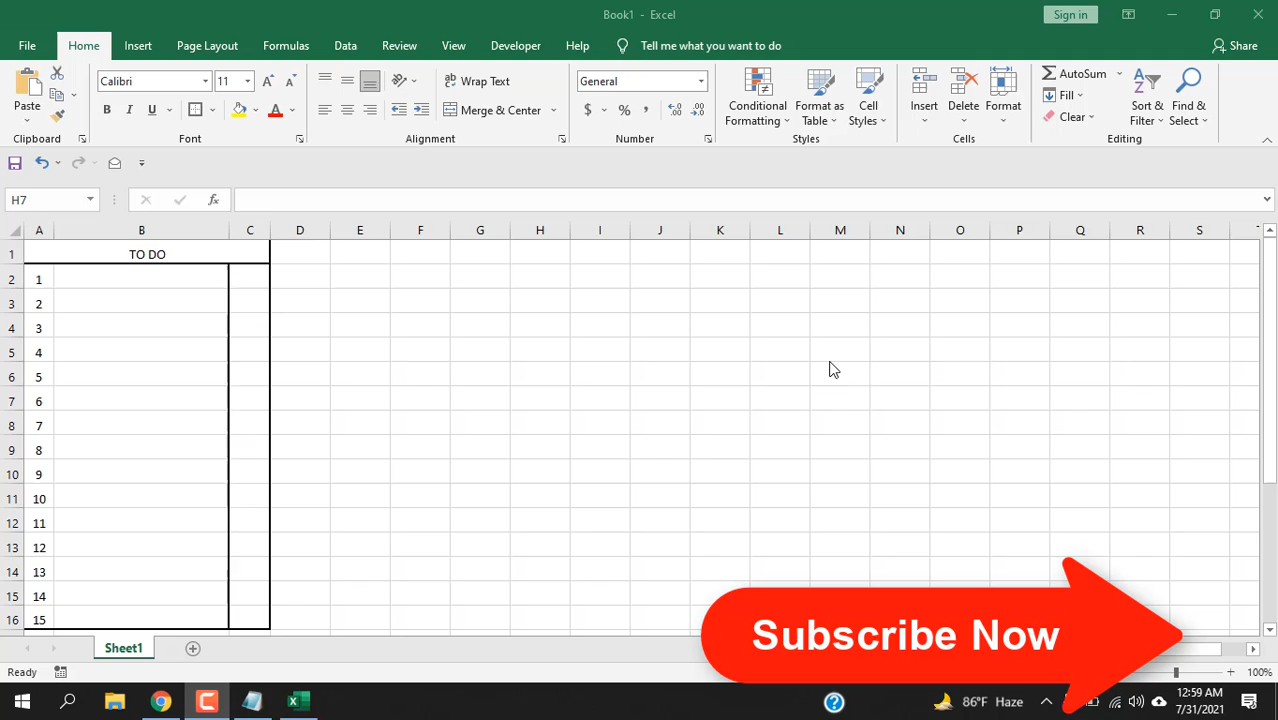 Book1 - Excel
Sign in
File Home Insert Page Layout Formulas Data Review View Developer Help Tell me what you want to do Share
Paste
Clipboard
Calibri 11
B I U
Font
Wrap Text
Merge & Center
Alignment
General
$ % ,
Number
Conditional Formatting
Format as Table
Cell Styles
Styles
Insert
Delete
Format
Cells
AutoSum
Fill
Clear
Sort & Filter
Find & Select
Editing
H7
fx
A B C D E F G H I J K L M N O P Q R S
1 TO DO
2 1
3 2
4 3
5 4
6 5
7 6
8 7
9 8
10 9
11 10
12 11
13 12
14 13
15 14
16 15
Subscribe Now
Sheet1
Ready
100%
86°F Haze
12:59 AM
7/31/2021